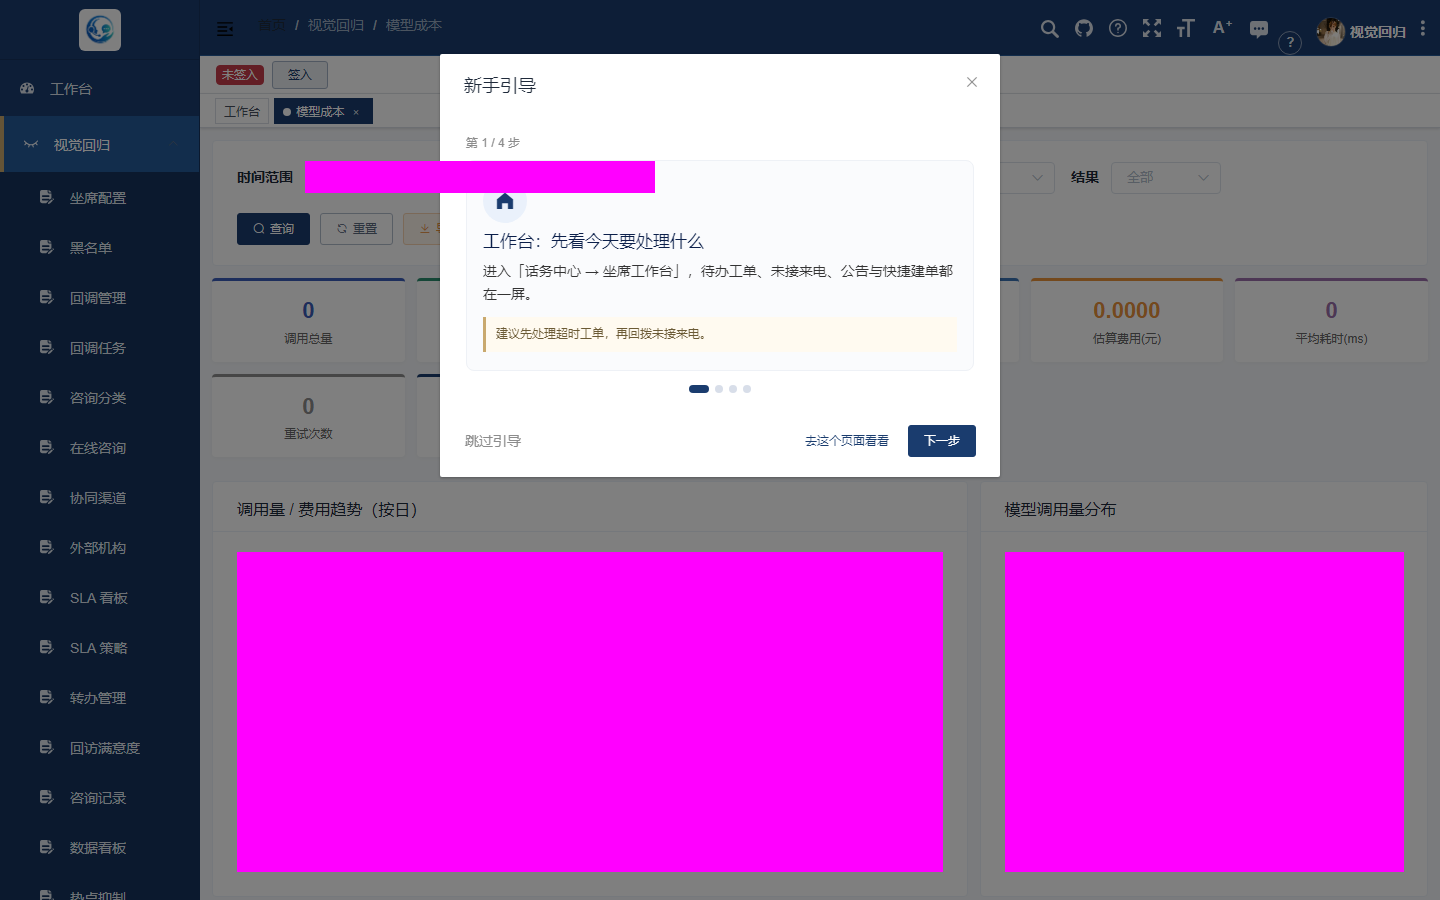 首页 / 视觉回归 / 模型成本
A+
?
视觉回归
工作台
视觉回归
坐席配置
黑名单
回调管理
回调任务
咨询分类
在线咨询
协同渠道
外部机构
SLA 看板
SLA 策略
转办管理
回访满意度
咨询记录
数据看板
热点抑制
未签入
签入
工作台
模型成本 ×
时间范围
结果
全部
查询
重置
0
调用总量
0.0000
估算费用(元)
0
平均耗时(ms)
0
重试次数
新手引导
第 1 / 4 步
工作台：先看今天要处理什么
进入「话务中心 → 坐席工作台」，待办工单、未接来电、公告与快捷建单都
在一屏。
建议先处理超时工单，再回拨未接来电。
跳过引导
去这个页面看看
下一步
调用量 / 费用趋势（按日）
模型调用量分布